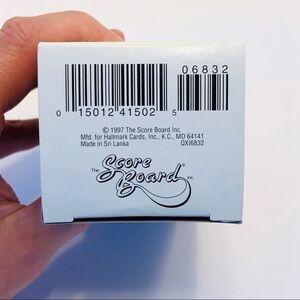 06832
0 15012 41502 5
© 1997 The Score Board Inc.
Mfd. for Hallmark Cards, Inc., K.C., MO 64141
Made in Sri Lanka QXI6832
The Score® Board, INC.